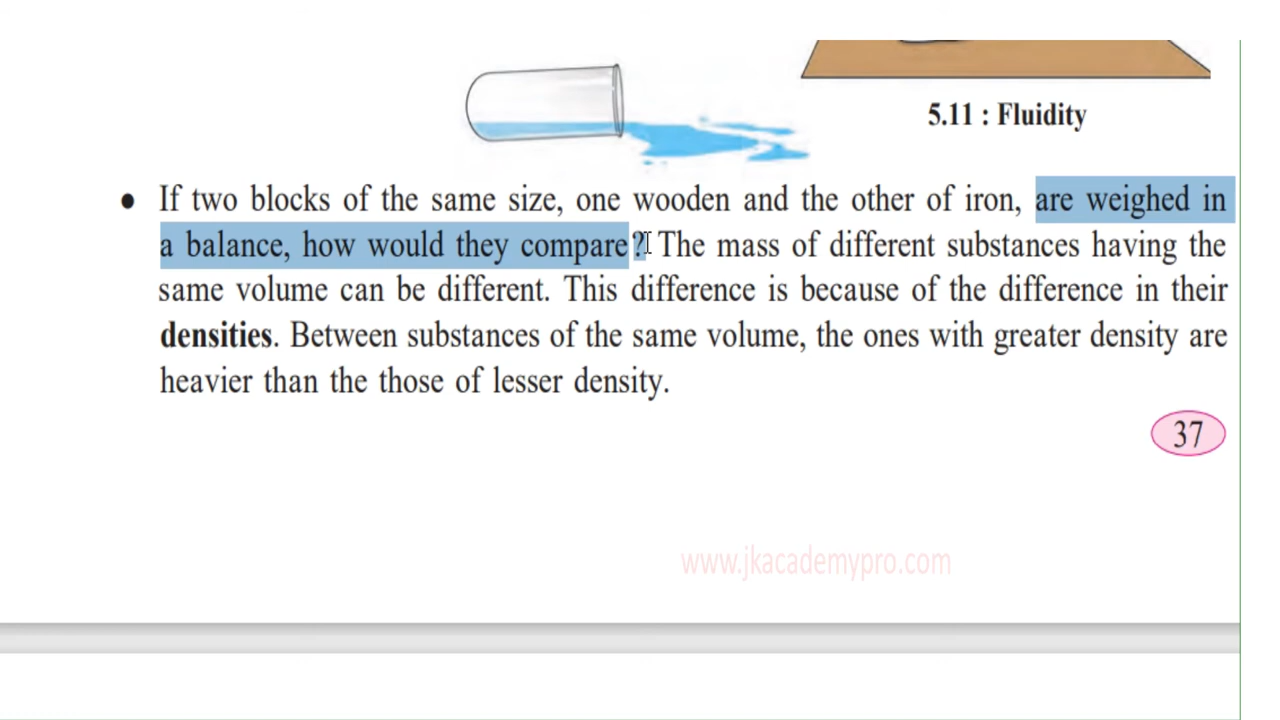 5.11 : Fluidity
● If two blocks of the same size, one wooden and the other of iron, are weighed in
a balance, how would they compare? The mass of different substances having the
same volume can be different. This difference is because of the difference in their
densities. Between substances of the same volume, the ones with greater density are
heavier than the those of lesser density.
37
www.jkacademypro.com